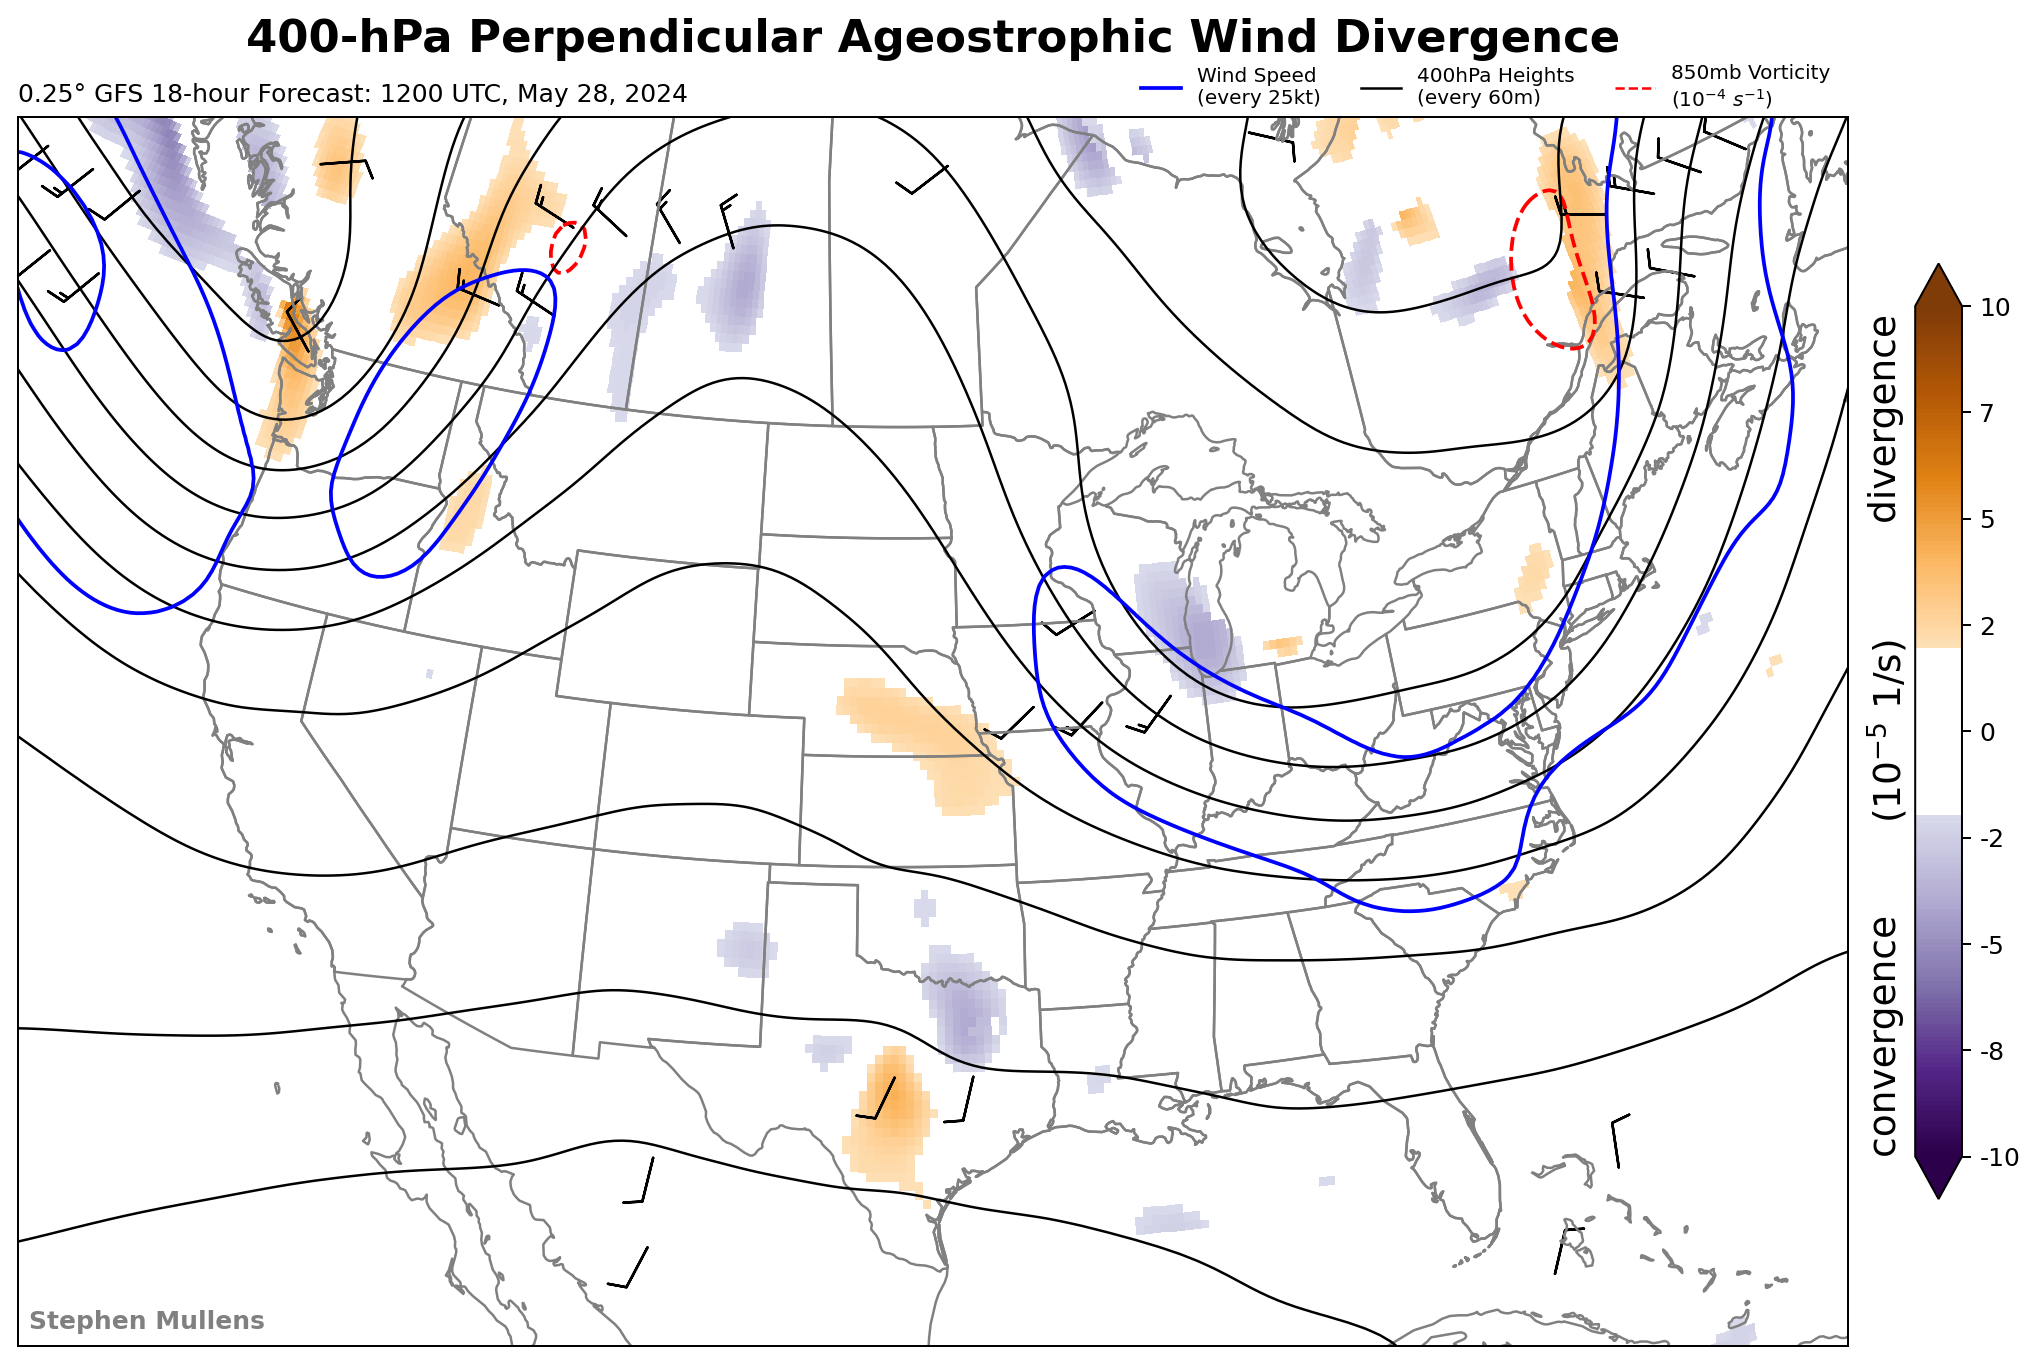 400-hPa Perpendicular Ageostrophic Wind Divergence
0.25° GFS 18-hour Forecast: 1200 UTC, May 28, 2024
Wind Speed
(every 25kt)
400hPa Heights
(every 60m)
850mb Vorticity
(10⁻⁴ s⁻¹)
10
7
5
2
0
-2
-5
-8
-10
convergence (10⁻⁵ 1/s) divergence
Stephen Mullens